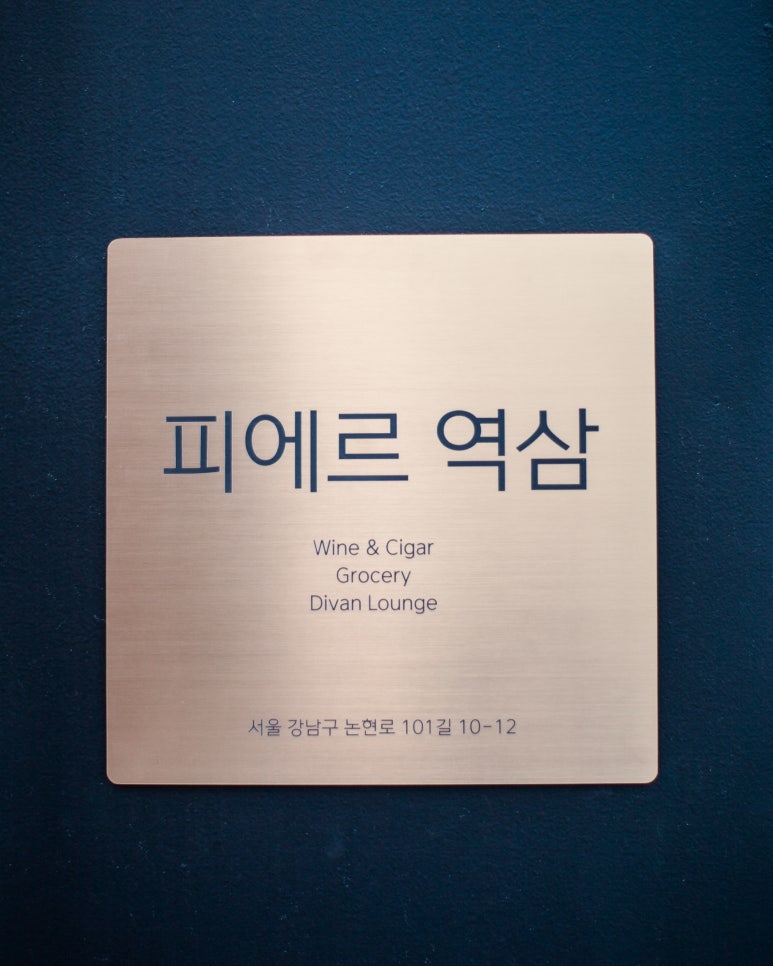 피에르 역삼
Wine & Cigar
Grocery
Divan Lounge
서울 강남구 논현로 101길 10-12